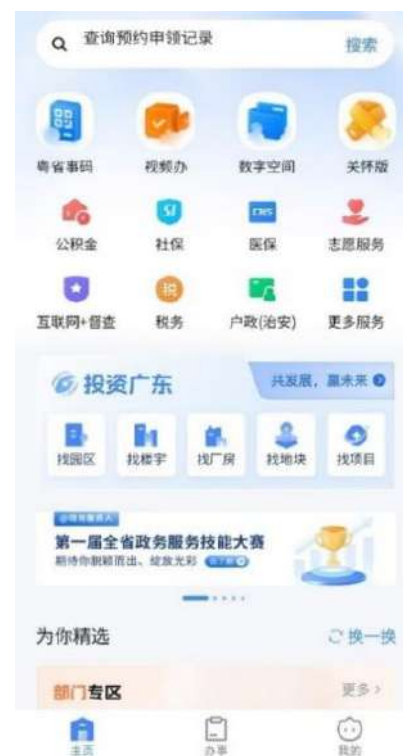 查询预约申领记录 搜索
粤省事码 视频办 数字空间 关怀版
公积金 社保 医保 志愿服务
互联网+督查 税务 户政(治安) 更多服务
投资广东 共发展，赢未来
找园区 找楼宇 找厂房 找地块 找项目
第一届全省政务服务技能大赛
期待你脱颖而出、绽放光彩
为你精选 换一换
部门专区 更多
主页 办事 我的